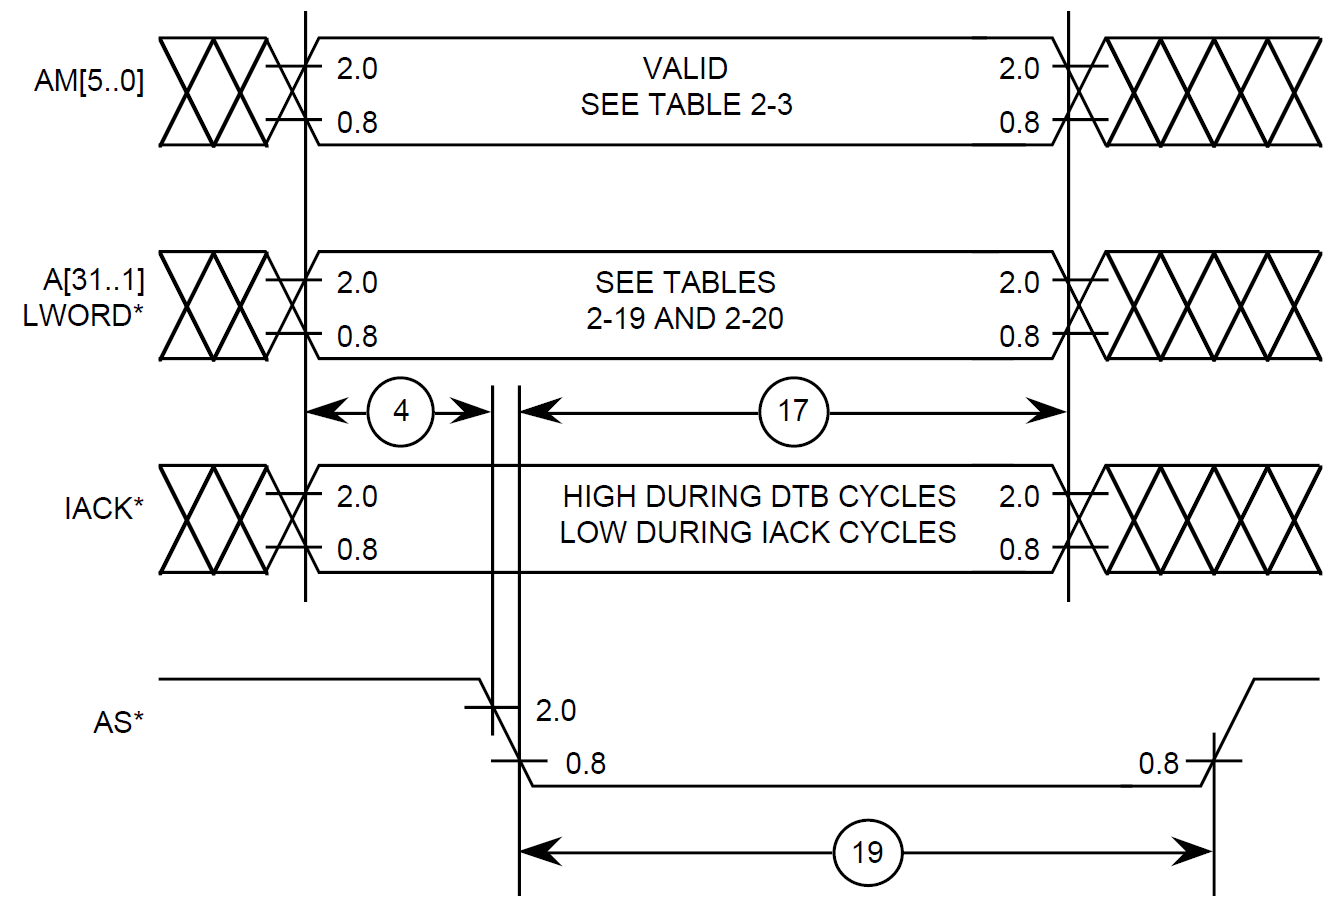 AM[5..0]
2.0
VALID
2.0
SEE TABLE 2-3
0.8
0.8
A[31..1]
LWORD*
2.0
SEE TABLES
2.0
2-19 AND 2-20
0.8
0.8
4
17
IACK*
2.0
HIGH DURING DTB CYCLES
2.0
LOW DURING IACK CYCLES
0.8
0.8
AS*
2.0
0.8
0.8
19